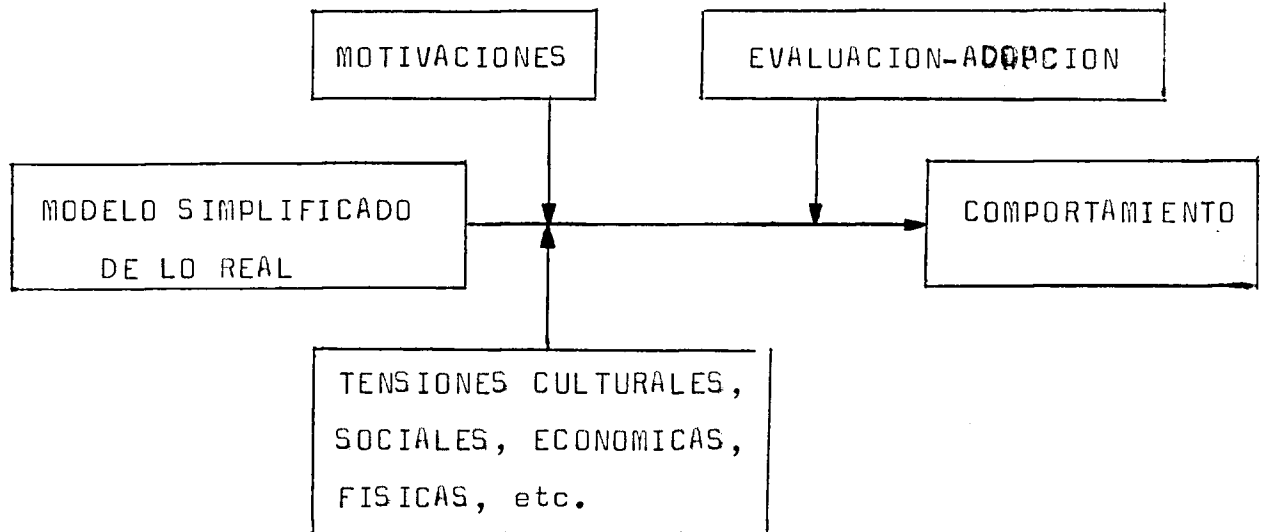 MOTIVACIONES
EVALUACION-ADOPCION
MODELO SIMPLIFICADO
DE LO REAL
COMPORTAMIENTO
TENSIONES CULTURALES,
SOCIALES, ECONOMICAS,
FISICAS, etc.